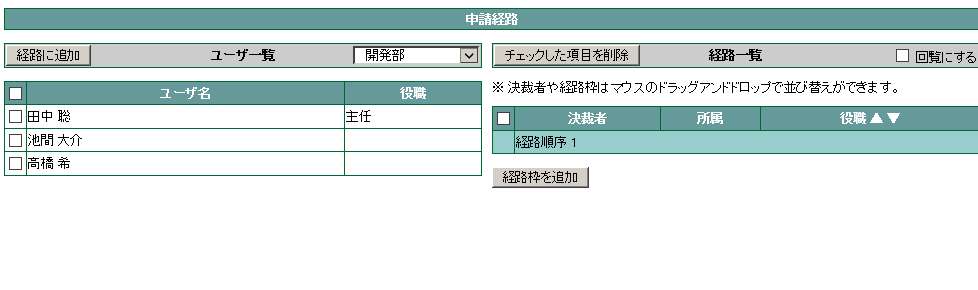 申請経路
経路に追加 ユーザ一覧 開発部
チェックした項目を削除 経路一覧 回覧にする
ユーザ名 役職
田中 聡 主任
池間 大介
高橋 希
※ 決裁者や経路枠はマウスのドラッグアンドドロップで並び替えができます。
決裁者 所属 役職 ▲▼
経路順序 1
経路枠を追加